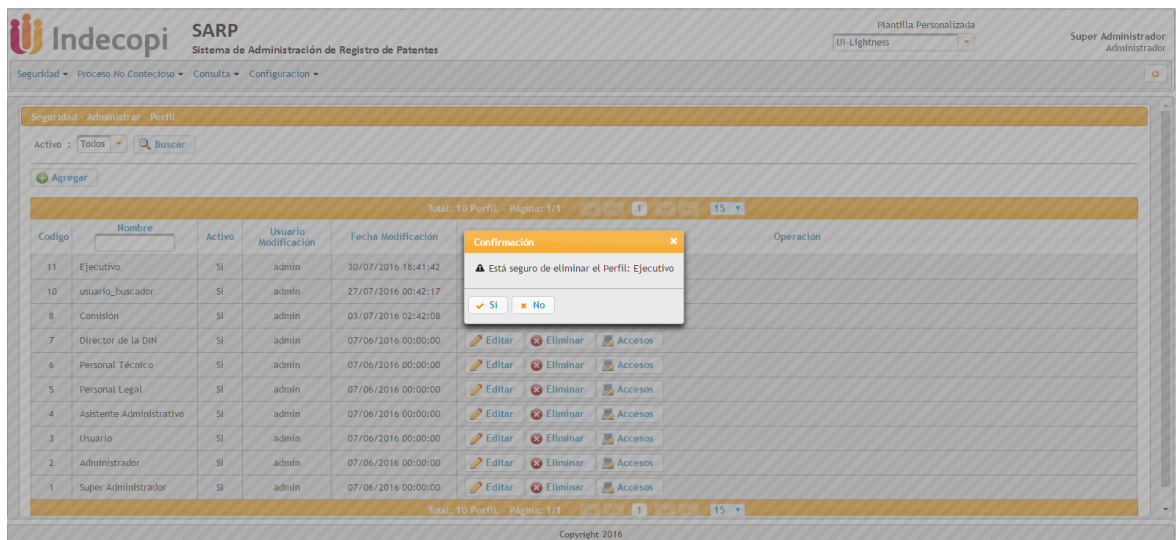 Indecopi
SARP
Sistema de Administración de Registro de Patentes
Plantilla Personalizada
UI-Lightness
Super Administrador
Administrador
Seguridad Proceso No Contecioso Consulta Configuracion
Seguridad - Administrar - Perfil
Activo : Todos Buscar
Agregar
Total: 10 Perfil. - Página: 1/1 1 15
Codigo Nombre Activo Usuario Modificación Fecha Modificación Operación
Confirmación
Está seguro de eliminar el Perfil: Ejecutivo
Si No
11 Ejecutivo Si admin 30/07/2016 18:41:42
10 usuario_buscador Si admin 27/07/2016 00:42:17
8 Comisión Si admin 03/07/2016 02:42:08
7 Director de la DIN Si admin 07/06/2016 00:00:00 Editar Eliminar Accesos
6 Personal Técnico Si admin 07/06/2016 00:00:00 Editar Eliminar Accesos
5 Personal Legal Si admin 07/06/2016 00:00:00 Editar Eliminar Accesos
4 Asistente Administrativo Si admin 07/06/2016 00:00:00 Editar Eliminar Accesos
3 Usuario Si admin 07/06/2016 00:00:00 Editar Eliminar Accesos
2 Administrador Si admin 07/06/2016 00:00:00 Editar Eliminar Accesos
1 Super Administrador Si admin 07/06/2016 00:00:00 Editar Eliminar Accesos
Total: 10 Perfil. - Página: 1/1 1 15
Copyright 2016